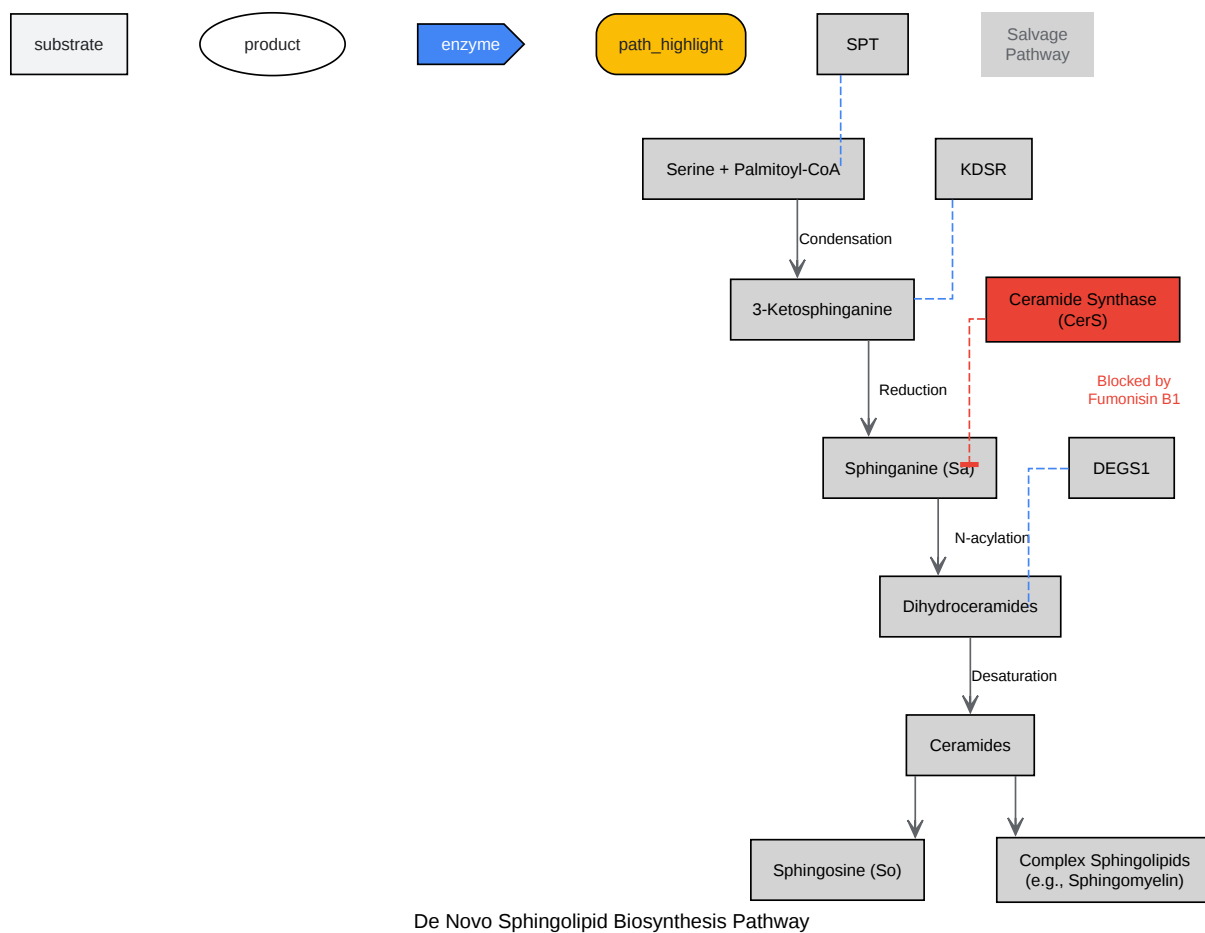 substrate
product
enzyme
path_highlight
SPT
Salvage
Pathway
Serine + Palmitoyl-CoA
KDSR
Condensation
3-Ketosphinganine
Ceramide Synthase
(CerS)
Blocked by
Fumonisin B1
Reduction
Sphinganine (Sa)
DEGS1
N-acylation
Dihydroceramides
Desaturation
Ceramides
Sphingosine (So)
Complex Sphingolipids
(e.g., Sphingomyelin)
De Novo Sphingolipid Biosynthesis Pathway